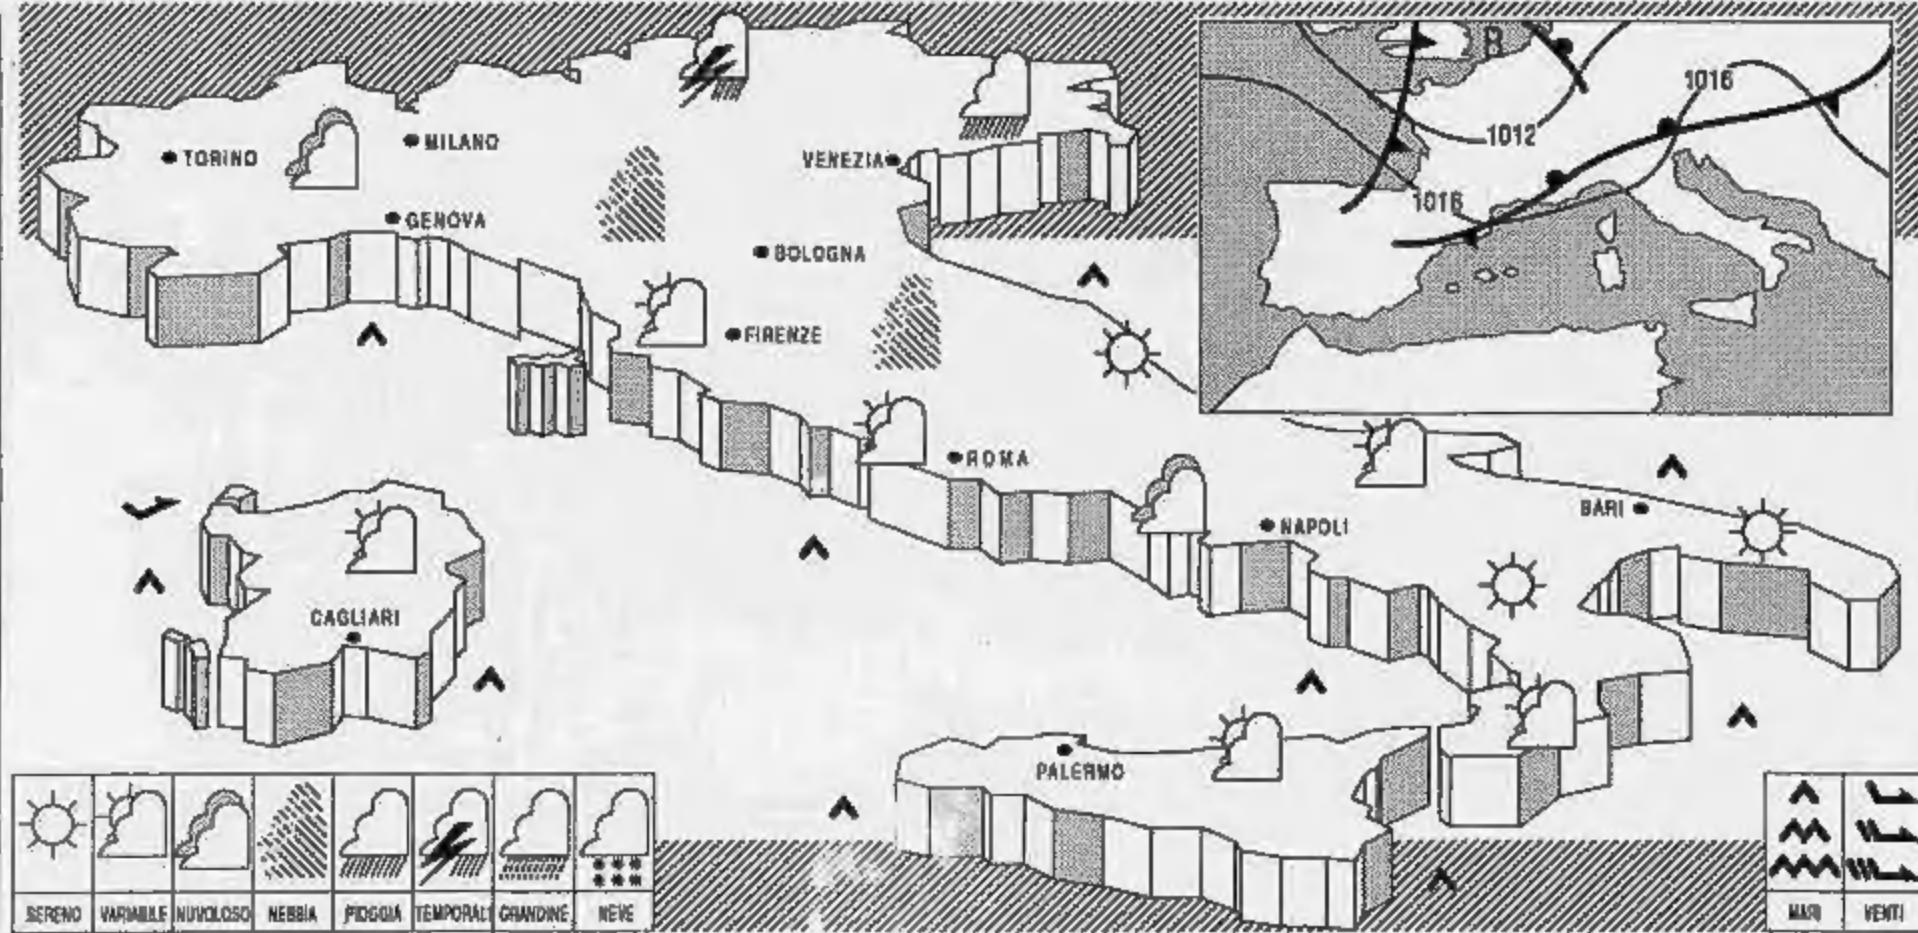 B
1016
1012
1016
TORINO
MILANO
VENEZIA
GENOVA
BOLOGNA
FIRENZE
ROMA
NAPOLI
BARI
CAGLIARI
PALERMO
SERENO VARIABILE NUVOLOSO NEBBIA PIOGGIA TEMPORALI GRANDINE NEVE
MARI VENTI